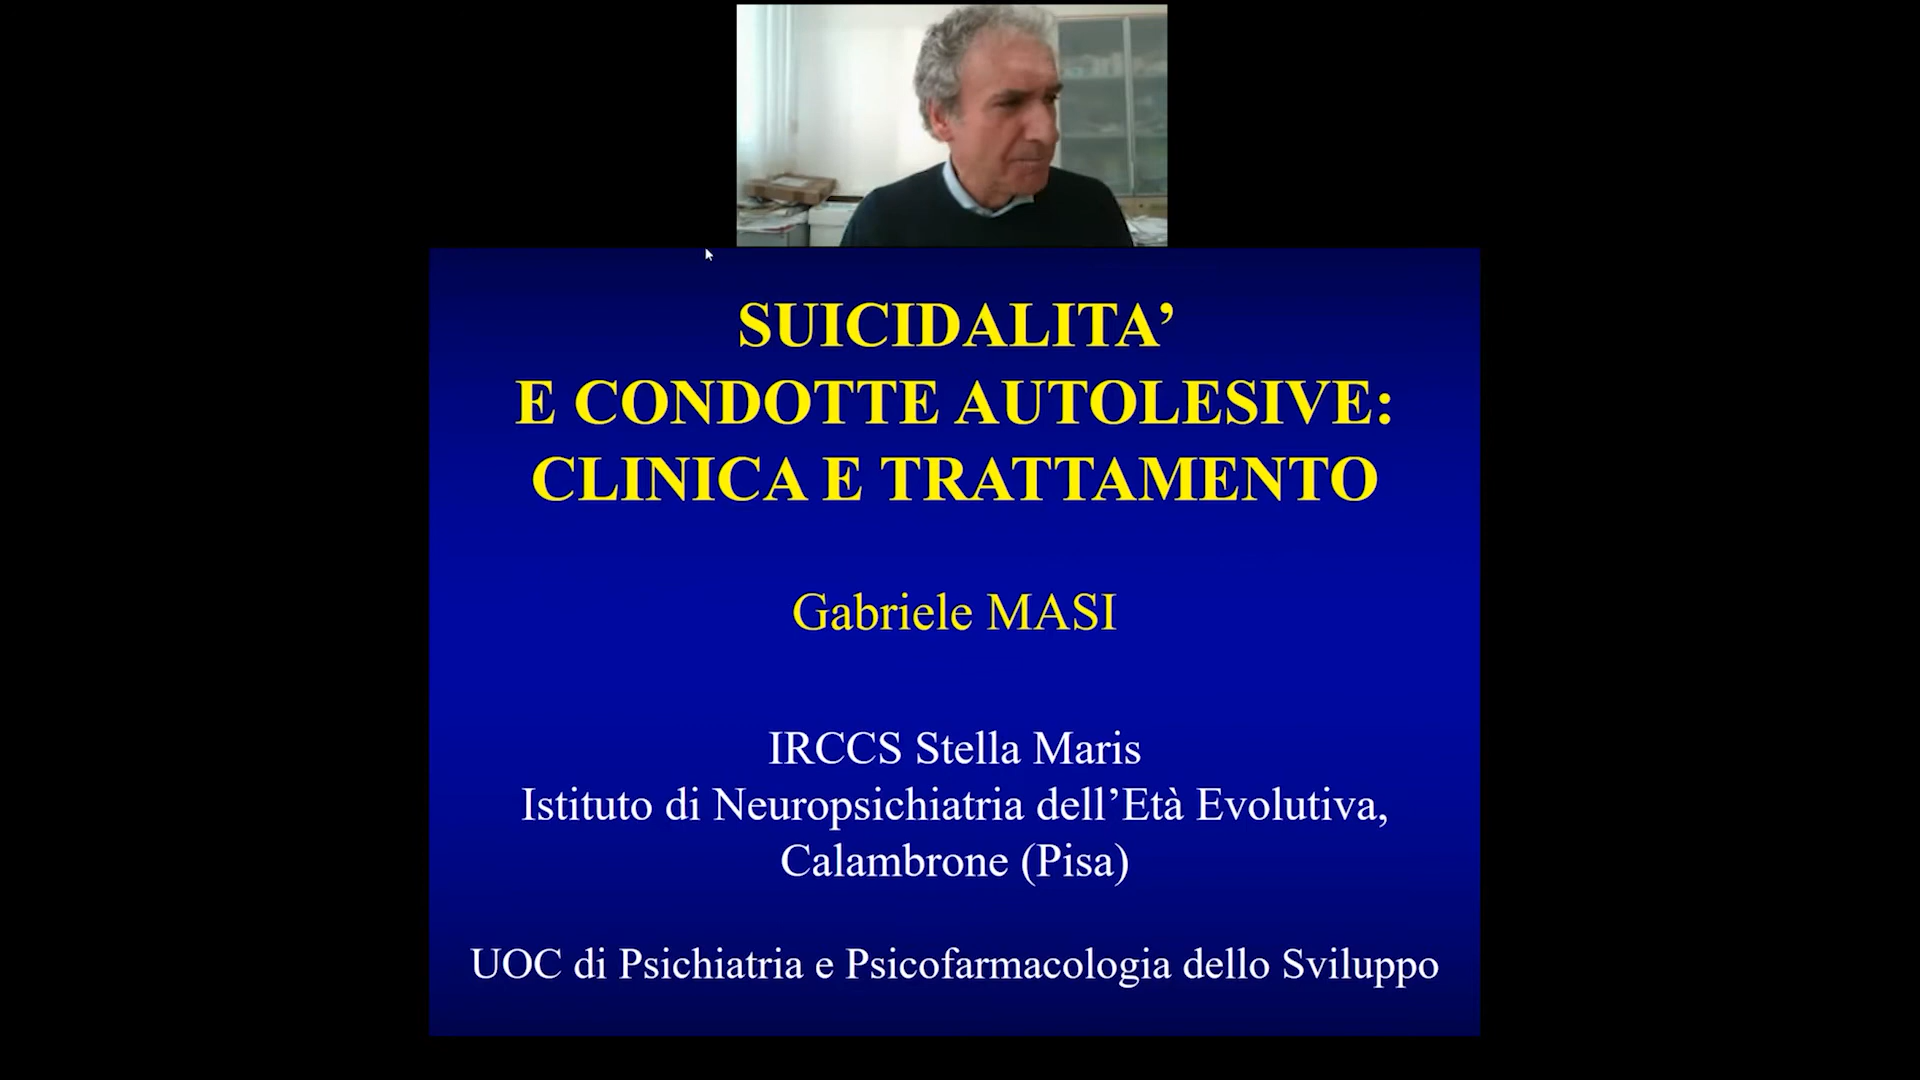 SUICIDALITA’
E CONDOTTE AUTOLESIVE:
CLINICA E TRATTAMENTO
Gabriele MASI
IRCCS Stella Maris
Istituto di Neuropsichiatria dell’Età Evolutiva,
Calambrone (Pisa)
UOC di Psichiatria e Psicofarmacologia dello Sviluppo